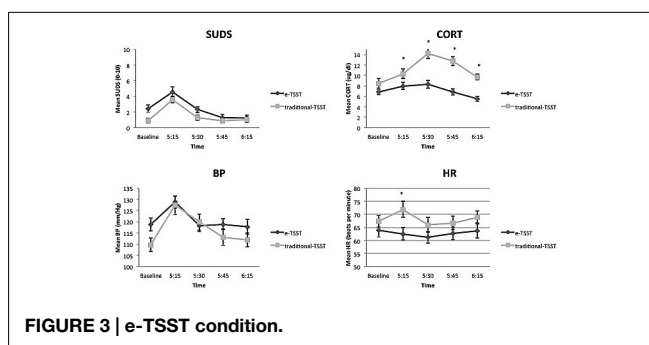 SUDS
Mean SUDS (0-10)
10
8
6
4
2
0
Baseline 5:15 5:30 5:45 6:15
Time
e-TSST
traditional-TSST
CORT
Mean CORT (ug/dl)
16
14
12
10
8
6
4
2
0
* * * *
Baseline 5:15 5:30 5:45 6:15
Time
e-TSST
traditional-TSST
BP
Mean BP (mm/Hg)
135
130
125
120
115
110
105
100
Baseline 5:15 5:30 5:45 6:15
Time
e-TSST
traditional-TSST
HR
Mean HR (beats per minute)
80
75
70
65
60
55
50
*
Baseline 5:15 5:30 5:45 6:15
Time
e-TSST
traditional-TSST
FIGURE 3 | e-TSST condition.